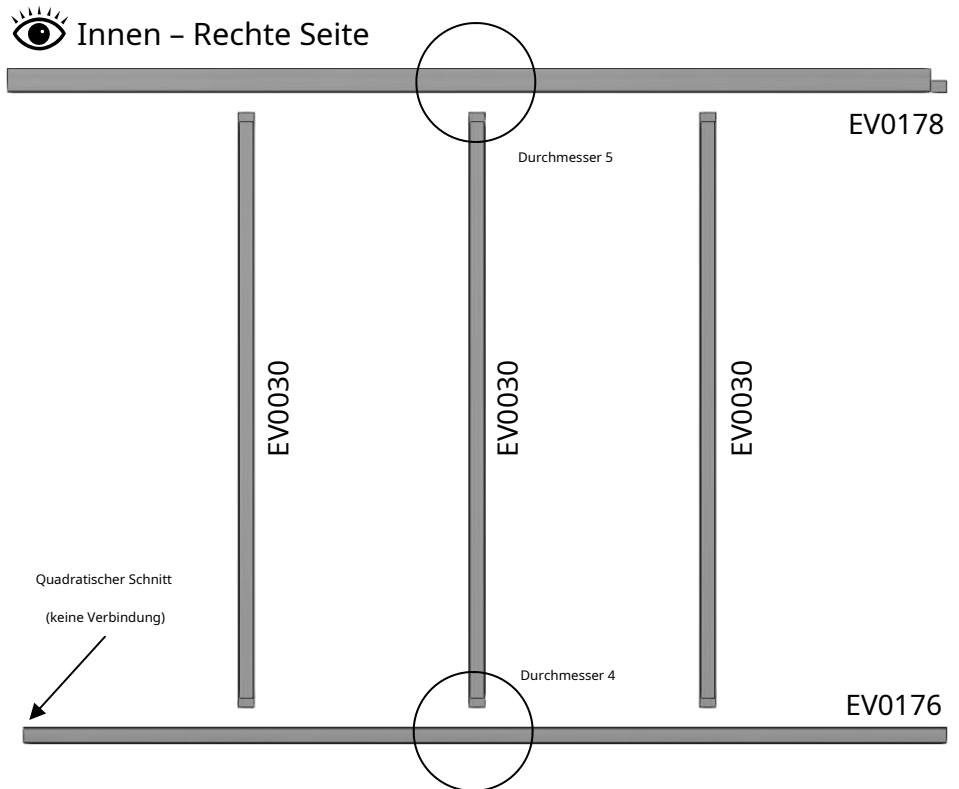 Innen – Rechte Seite
EV0178
Durchmesser 5
EV0030
EV0030
EV0030
Quadratischer Schnitt
(keine Verbindung)
Durchmesser 4
EV0176